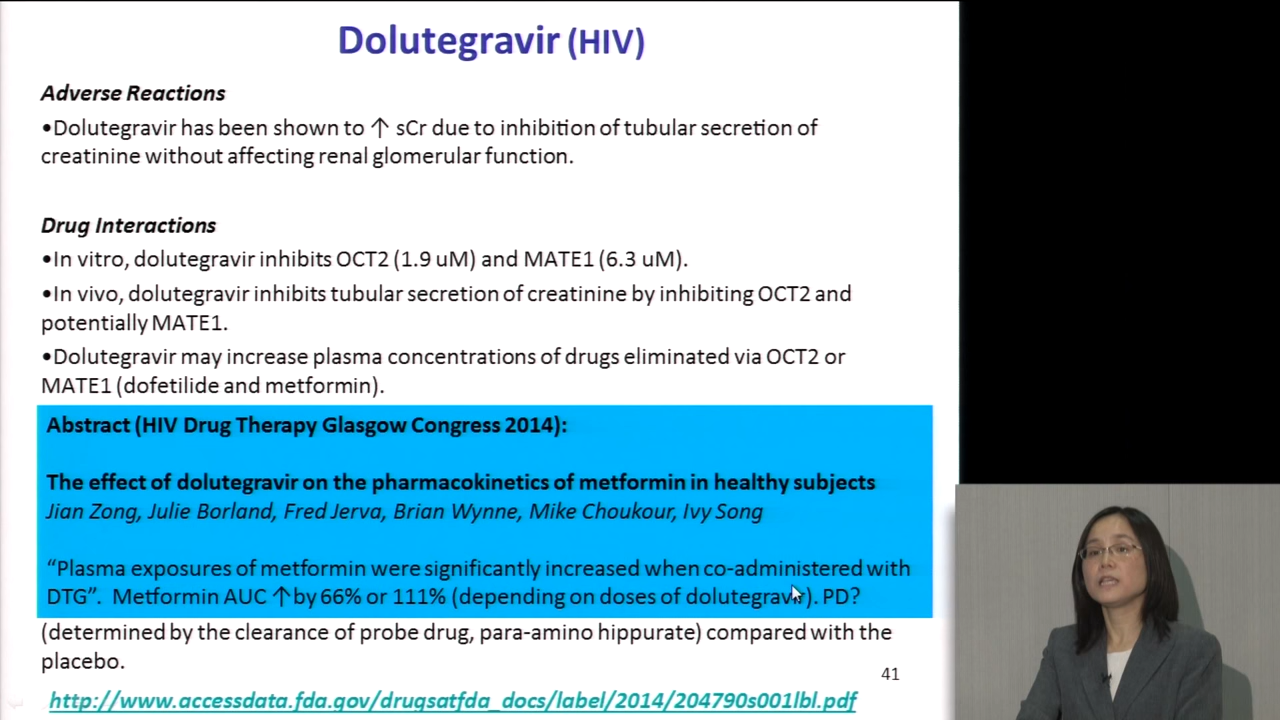 Dolutegravir (HIV)
Adverse Reactions
•Dolutegravir has been shown to ↑ sCr due to inhibition of tubular secretion of
creatinine without affecting renal glomerular function.
Drug Interactions
•In vitro, dolutegravir inhibits OCT2 (1.9 uM) and MATE1 (6.3 uM).
•In vivo, dolutegravir inhibits tubular secretion of creatinine by inhibiting OCT2 and
potentially MATE1.
•Dolutegravir may increase plasma concentrations of drugs eliminated via OCT2 or
MATE1 (dofetilide and metformin).
Abstract (HIV Drug Therapy Glasgow Congress 2014):
The effect of dolutegravir on the pharmacokinetics of metformin in healthy subjects
Jian Zong, Julie Borland, Fred Jerva, Brian Wynne, Mike Choukour, Ivy Song
“Plasma exposures of metformin were significantly increased when co-administered with
DTG”. Metformin AUC ↑by 66% or 111% (depending on doses of dolutegravir). PD?
(determined by the clearance of probe drug, para-amino hippurate) compared with the
placebo.
41
http://www.accessdata.fda.gov/drugsatfda_docs/label/2014/204790s001lbl.pdf